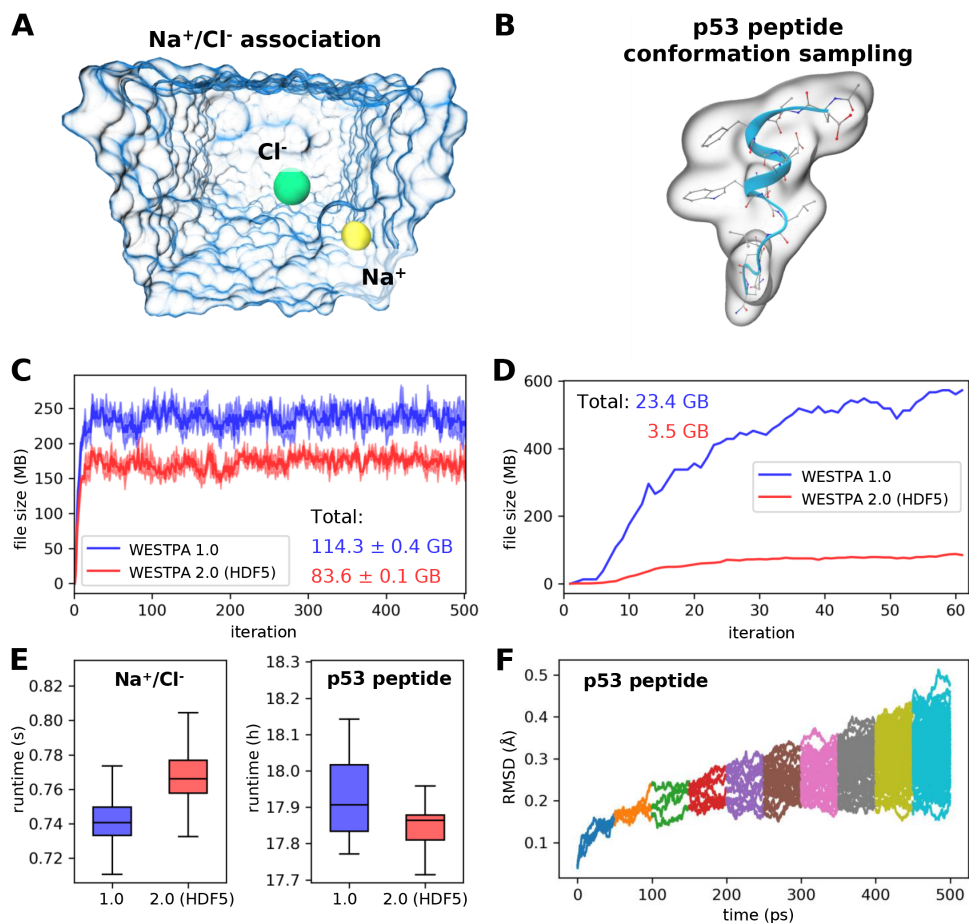 A
Na⁺/Cl⁻ association
Cl⁻
Na⁺
B
p53 peptide
conformation sampling
C
file size (MB)
250
200
150
100
50
0
WESTPA 1.0
WESTPA 2.0 (HDF5)
Total:
114.3 ± 0.4 GB
83.6 ± 0.1 GB
0 100 200 300 400 500
iteration
D
file size (MB)
600
400
200
0
Total: 23.4 GB
3.5 GB
WESTPA 1.0
WESTPA 2.0 (HDF5)
0 10 20 30 40 50 60
iteration
E
runtime (s)
Na⁺/Cl⁻
0.82
0.80
0.78
0.76
0.74
0.72
1.0 2.0 (HDF5)
runtime (h)
p53 peptide
18.3
18.2
18.1
18.0
17.9
17.8
17.7
1.0 2.0 (HDF5)
F
p53 peptide
RMSD (Å)
0.5
0.4
0.3
0.2
0.1
0 100 200 300 400 500
time (ps)